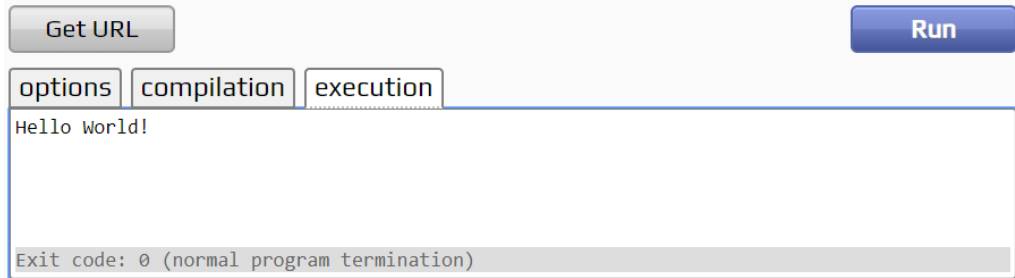 Get URL Run
options compilation execution
Hello World!
Exit code: 0 (normal program termination)